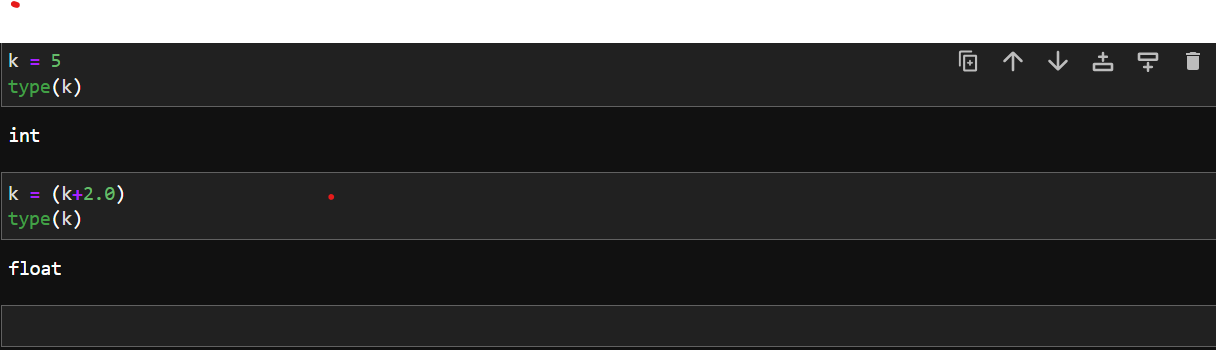 k = 5
type(k)
int
k = (k+2.0)
type(k)
float